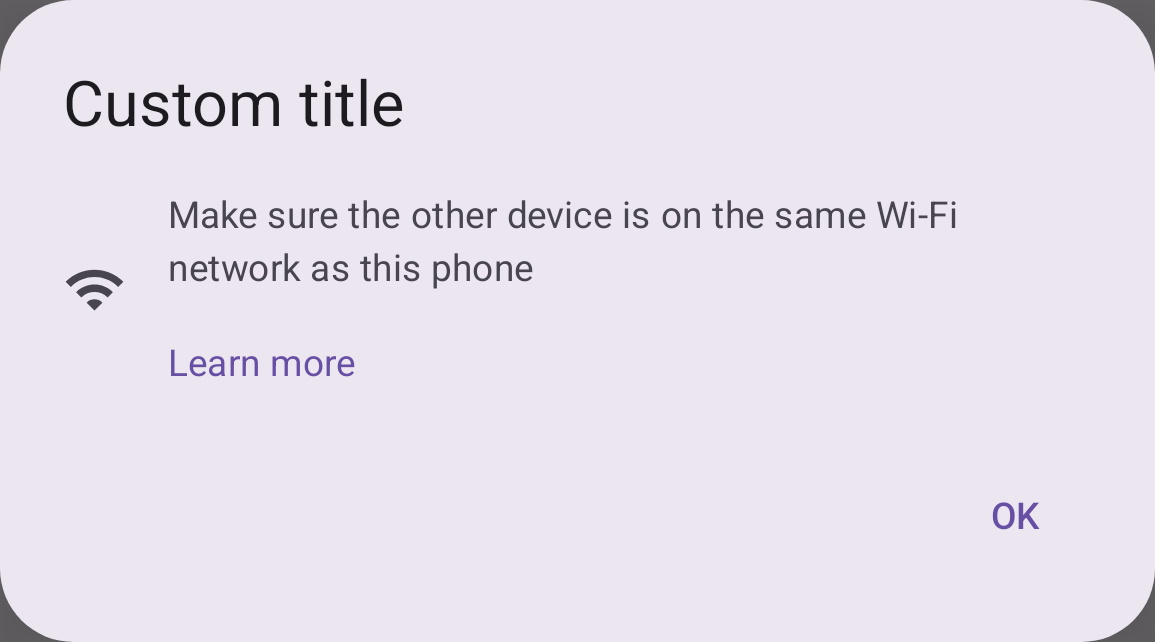 Custom title
Make sure the other device is on the same Wi-Fi
network as this phone
Learn more
OK